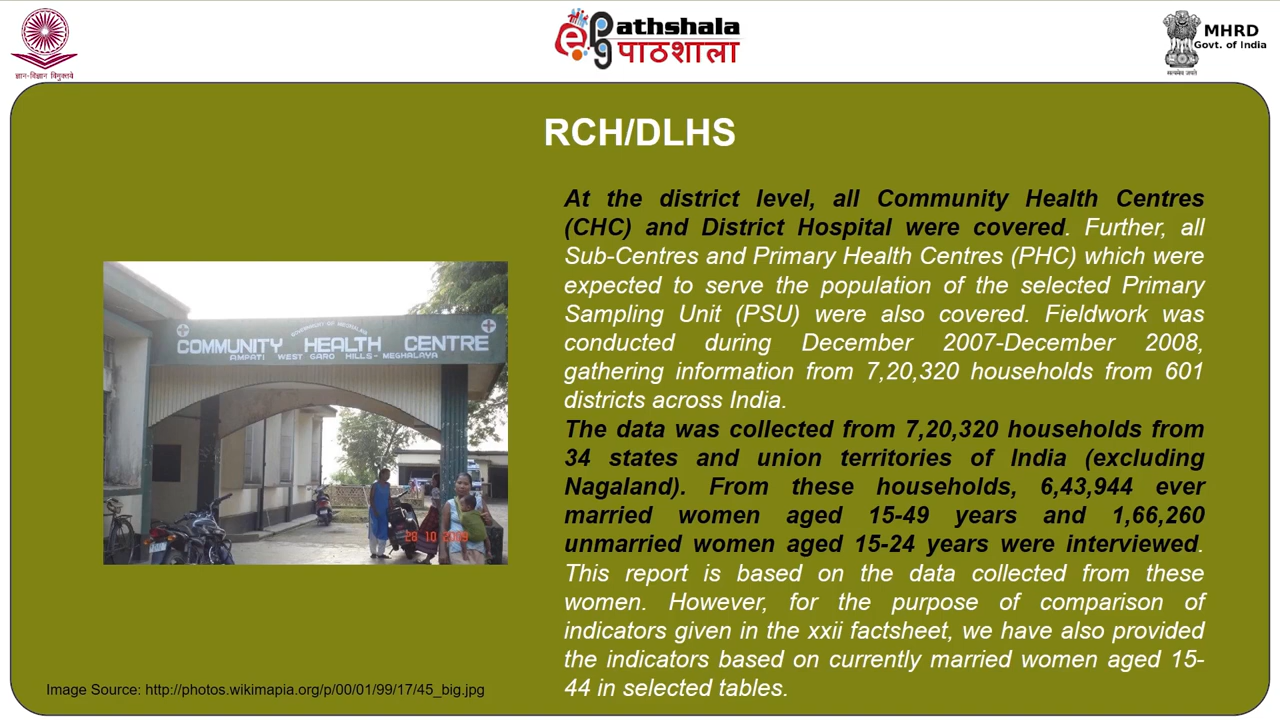 ज्ञान-विज्ञान विमुक्तये
ePathshala
पाठशाला
MHRD
Govt. of India
सत्यमेव जयते
RCH/DLHS
At the district level, all Community Health Centres
(CHC) and District Hospital were covered. Further, all
Sub-Centres and Primary Health Centres (PHC) which were
expected to serve the population of the selected Primary
Sampling Unit (PSU) were also covered. Fieldwork was
conducted during December 2007-December 2008,
gathering information from 7,20,320 households from 601
districts across India.
The data was collected from 7,20,320 households from
34 states and union territories of India (excluding
Nagaland). From these households, 6,43,944 ever
married women aged 15-49 years and 1,66,260
unmarried women aged 15-24 years were interviewed.
This report is based on the data collected from these
women. However, for the purpose of comparison of
indicators given in the xxii factsheet, we have also provided
the indicators based on currently married women aged 15-
44 in selected tables.
GOVERNMENT OF MEGHALAYA
COMMUNITY HEALTH CENTRE
AMPATI WEST GARO HILLS - MEGHALAYA
28 10 2009
Image Source: http://photos.wikimapia.org/p/00/01/99/17/45_big.jpg